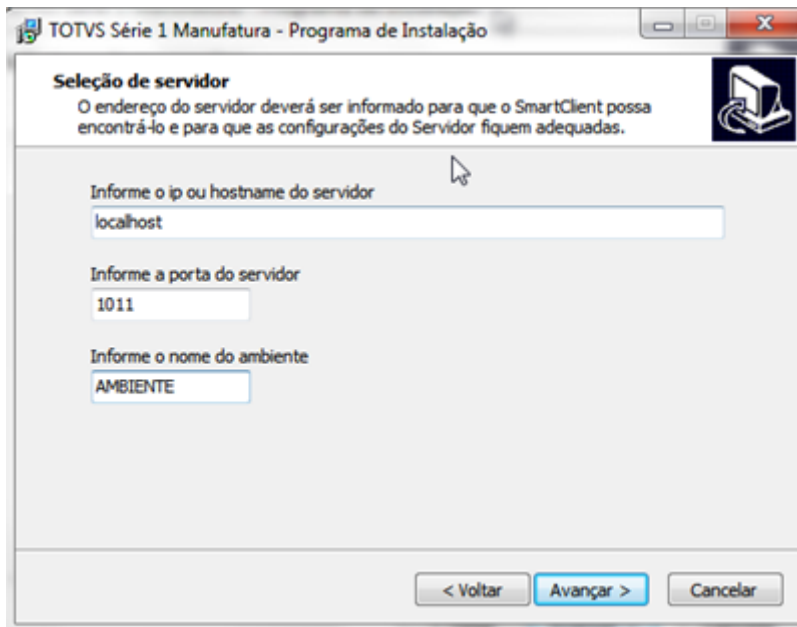 TOTVS Série 1 Manufatura - Programa de Instalação
Seleção de servidor
O endereço do servidor deverá ser informado para que o SmartClient possa
encontrá-lo e para que as configurações do Servidor fiquem adequadas.
Informe o ip ou hostname do servidor
localhost
Informe a porta do servidor
1011
Informe o nome do ambiente
AMBIENTE
< Voltar
Avançar >
Cancelar